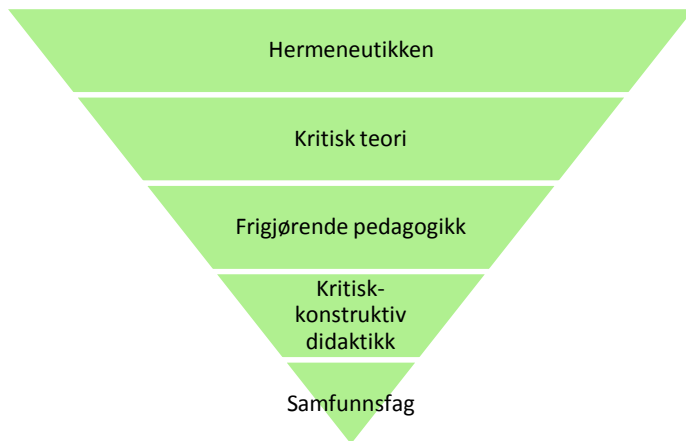 Hermeneutikken
Kritisk teori
Frigjørende pedagogikk
Kritisk-
konstruktiv
didaktikk
Samfunnsfag